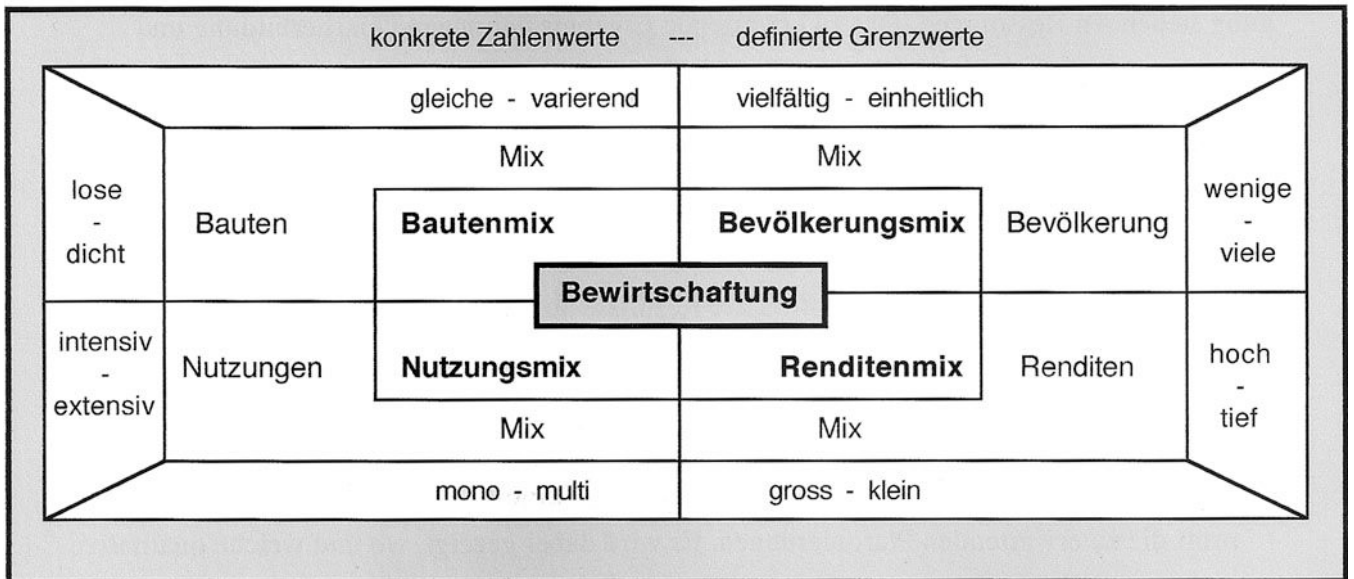 konkrete Zahlenwerte --- definierte Grenzwerte
gleiche - varierend
vielfältig - einheitlich
Mix
Mix
lose
-
dicht
Bauten
Bautenmix
Bevölkerungsmix
Bevölkerung
wenige
-
viele
Bewirtschaftung
intensiv
-
extensiv
Nutzungen
Nutzungsmix
Renditenmix
Renditen
hoch
-
tief
Mix
Mix
mono - multi
gross - klein